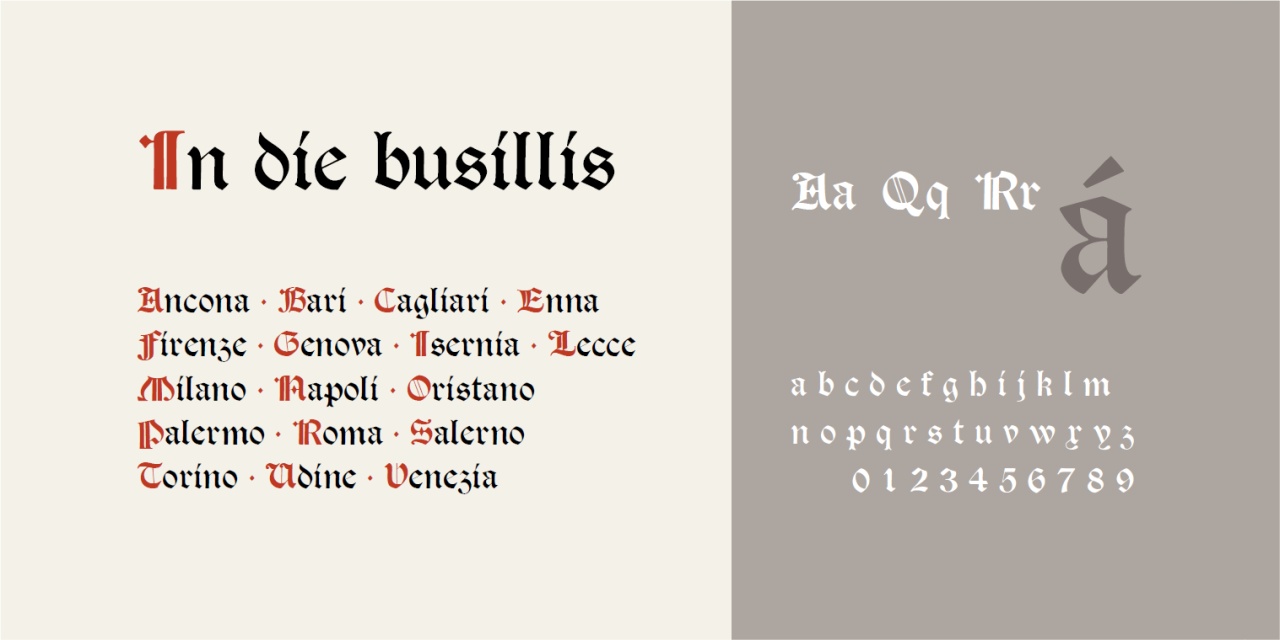 In die busillis
Ancona · Bari · Cagliari · Enna
Firenze · Genova · Isernia · Lecce
Milano · Napoli · Oristano
Palermo · Roma · Salerno
Torino · Udine · Venezia
Aa Qq Rr á
a b c d e f g h i j k l m
n o p q r s t u v w x y z
0 1 2 3 4 5 6 7 8 9